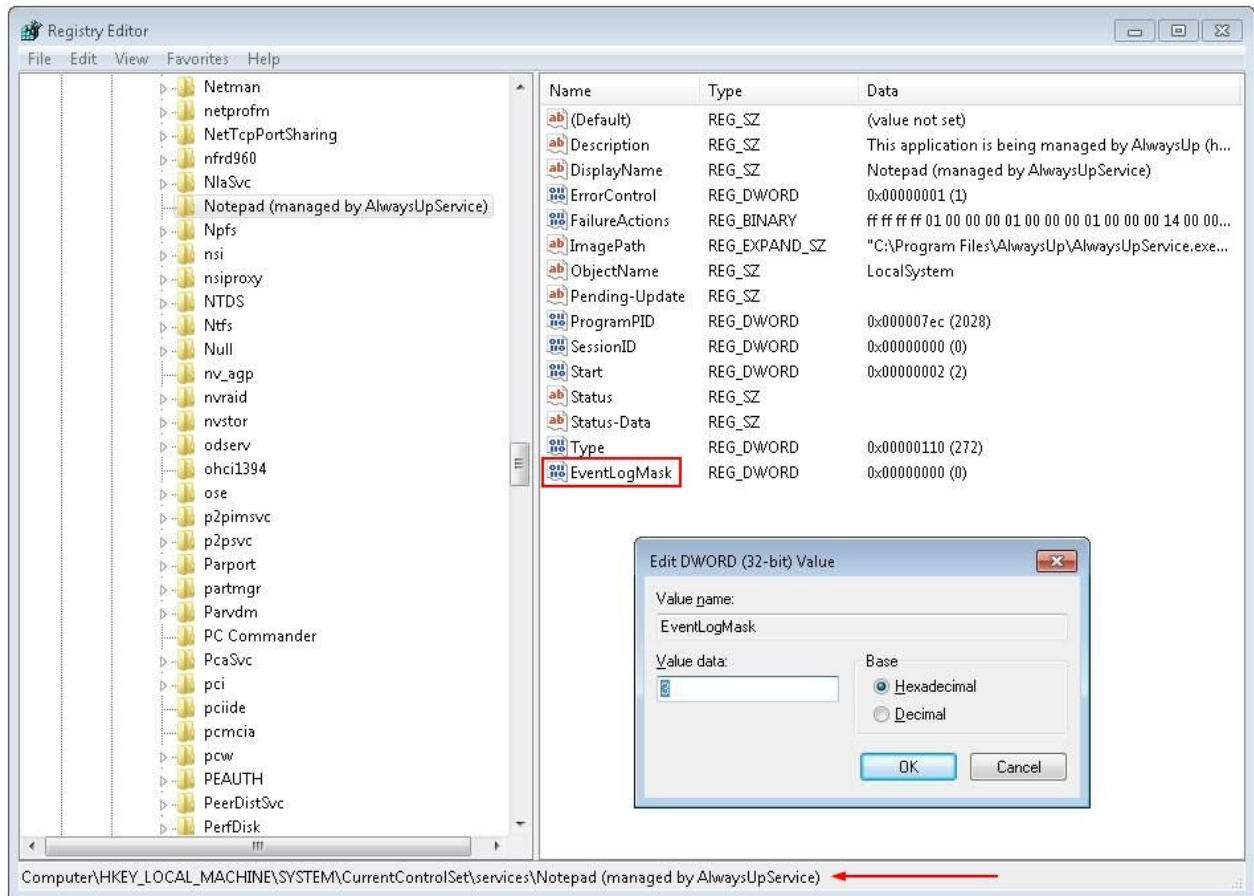 Registry Editor
File Edit View Favorites Help
Netman
netprofm
NetTcpPortSharing
nfrd960
NlaSvc
Notepad (managed by AlwaysUpService)
Npfs
nsi
nsiproxy
NTDS
Ntfs
Null
nv_agp
nvraid
nvstor
odserv
ohci1394
ose
p2pimsvc
p2psvc
Parport
partmgr
Parvdm
PC Commander
PcaSvc
pci
pciide
pcmcia
pcw
PEAUTH
PeerDistSvc
PerfDisk
Name Type Data
(Default) REG_SZ (value not set)
Description REG_SZ This application is being managed by AlwaysUp (h...
DisplayName REG_SZ Notepad (managed by AlwaysUpService)
ErrorControl REG_DWORD 0x00000001 (1)
FailureActions REG_BINARY ff ff ff ff 01 00 00 00 01 00 00 00 01 00 00 00 14 00 00...
ImagePath REG_EXPAND_SZ "C:\Program Files\AlwaysUp\AlwaysUpService.exe...
ObjectName REG_SZ LocalSystem
Pending-Update REG_SZ
ProgramPID REG_DWORD 0x000007ec (2028)
SessionID REG_DWORD 0x00000000 (0)
Start REG_DWORD 0x00000002 (2)
Status REG_SZ
Status-Data REG_SZ
Type REG_DWORD 0x00000110 (272)
EventLogMask REG_DWORD 0x00000000 (0)
Edit DWORD (32-bit) Value
Value name:
EventLogMask
Value data:
3
Base
Hexadecimal
Decimal
OK Cancel
Computer\HKEY_LOCAL_MACHINE\SYSTEM\CurrentControlSet\services\Notepad (managed by AlwaysUpService)